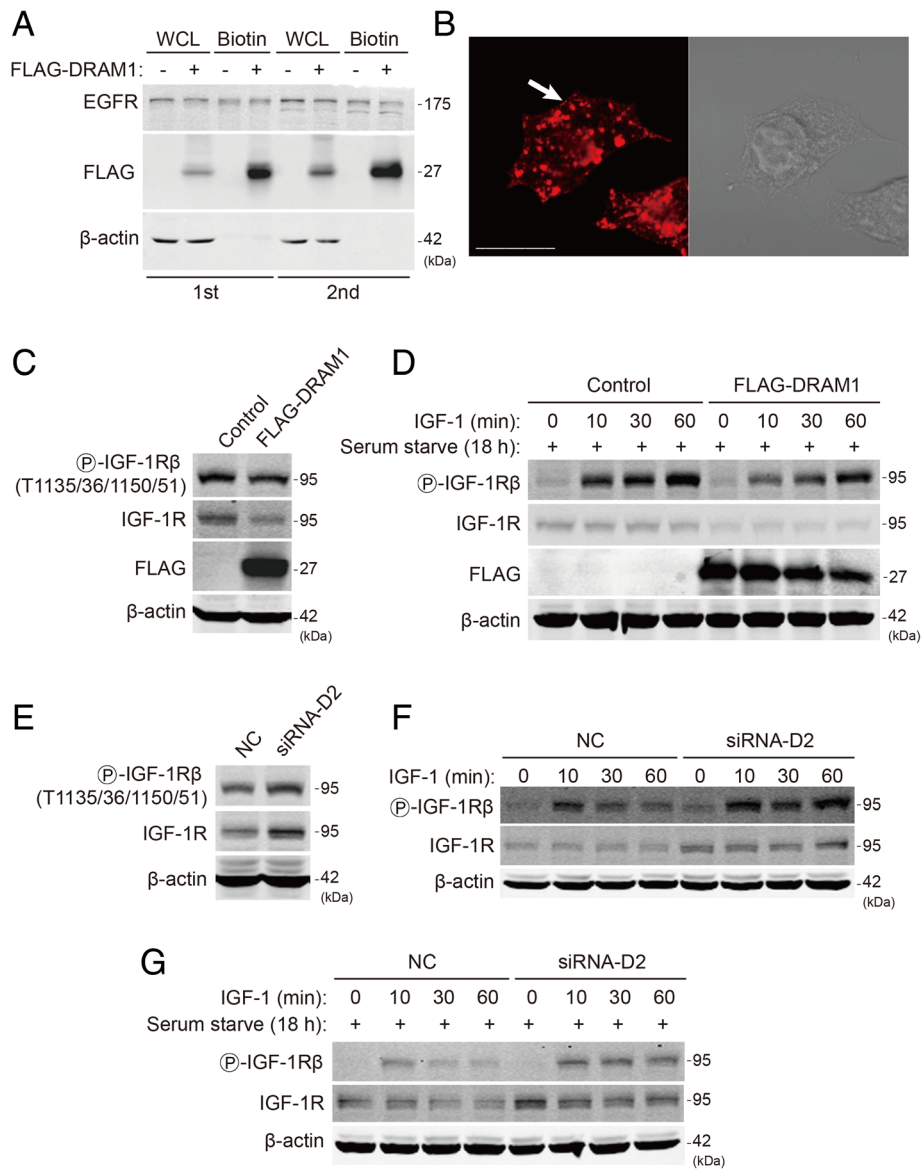 A
WCL Biotin WCL Biotin
FLAG-DRAM1: - + - + - + - +
EGFR -175
FLAG -27
β-actin -42
(kDa)
1st 2nd
B
C
Control FLAG-DRAM1
Ⓟ-IGF-1Rβ
(T1135/36/1150/51) -95
IGF-1R -95
FLAG -27
β-actin -42
(kDa)
D
Control FLAG-DRAM1
IGF-1 (min): 0 10 30 60 0 10 30 60
Serum starve (18 h): + + + + + + + +
Ⓟ-IGF-1Rβ -95
IGF-1R -95
FLAG -27
β-actin -42
(kDa)
E
NC siRNA-D2
Ⓟ-IGF-1Rβ
(T1135/36/1150/51) -95
IGF-1R -95
β-actin -42
(kDa)
F
NC siRNA-D2
IGF-1 (min): 0 10 30 60 0 10 30 60
Ⓟ-IGF-1Rβ -95
IGF-1R -95
β-actin -42
(kDa)
G
NC siRNA-D2
IGF-1 (min): 0 10 30 60 0 10 30 60
Serum starve (18 h): + + + + + + + +
Ⓟ-IGF-1Rβ -95
IGF-1R -95
β-actin -42
(kDa)